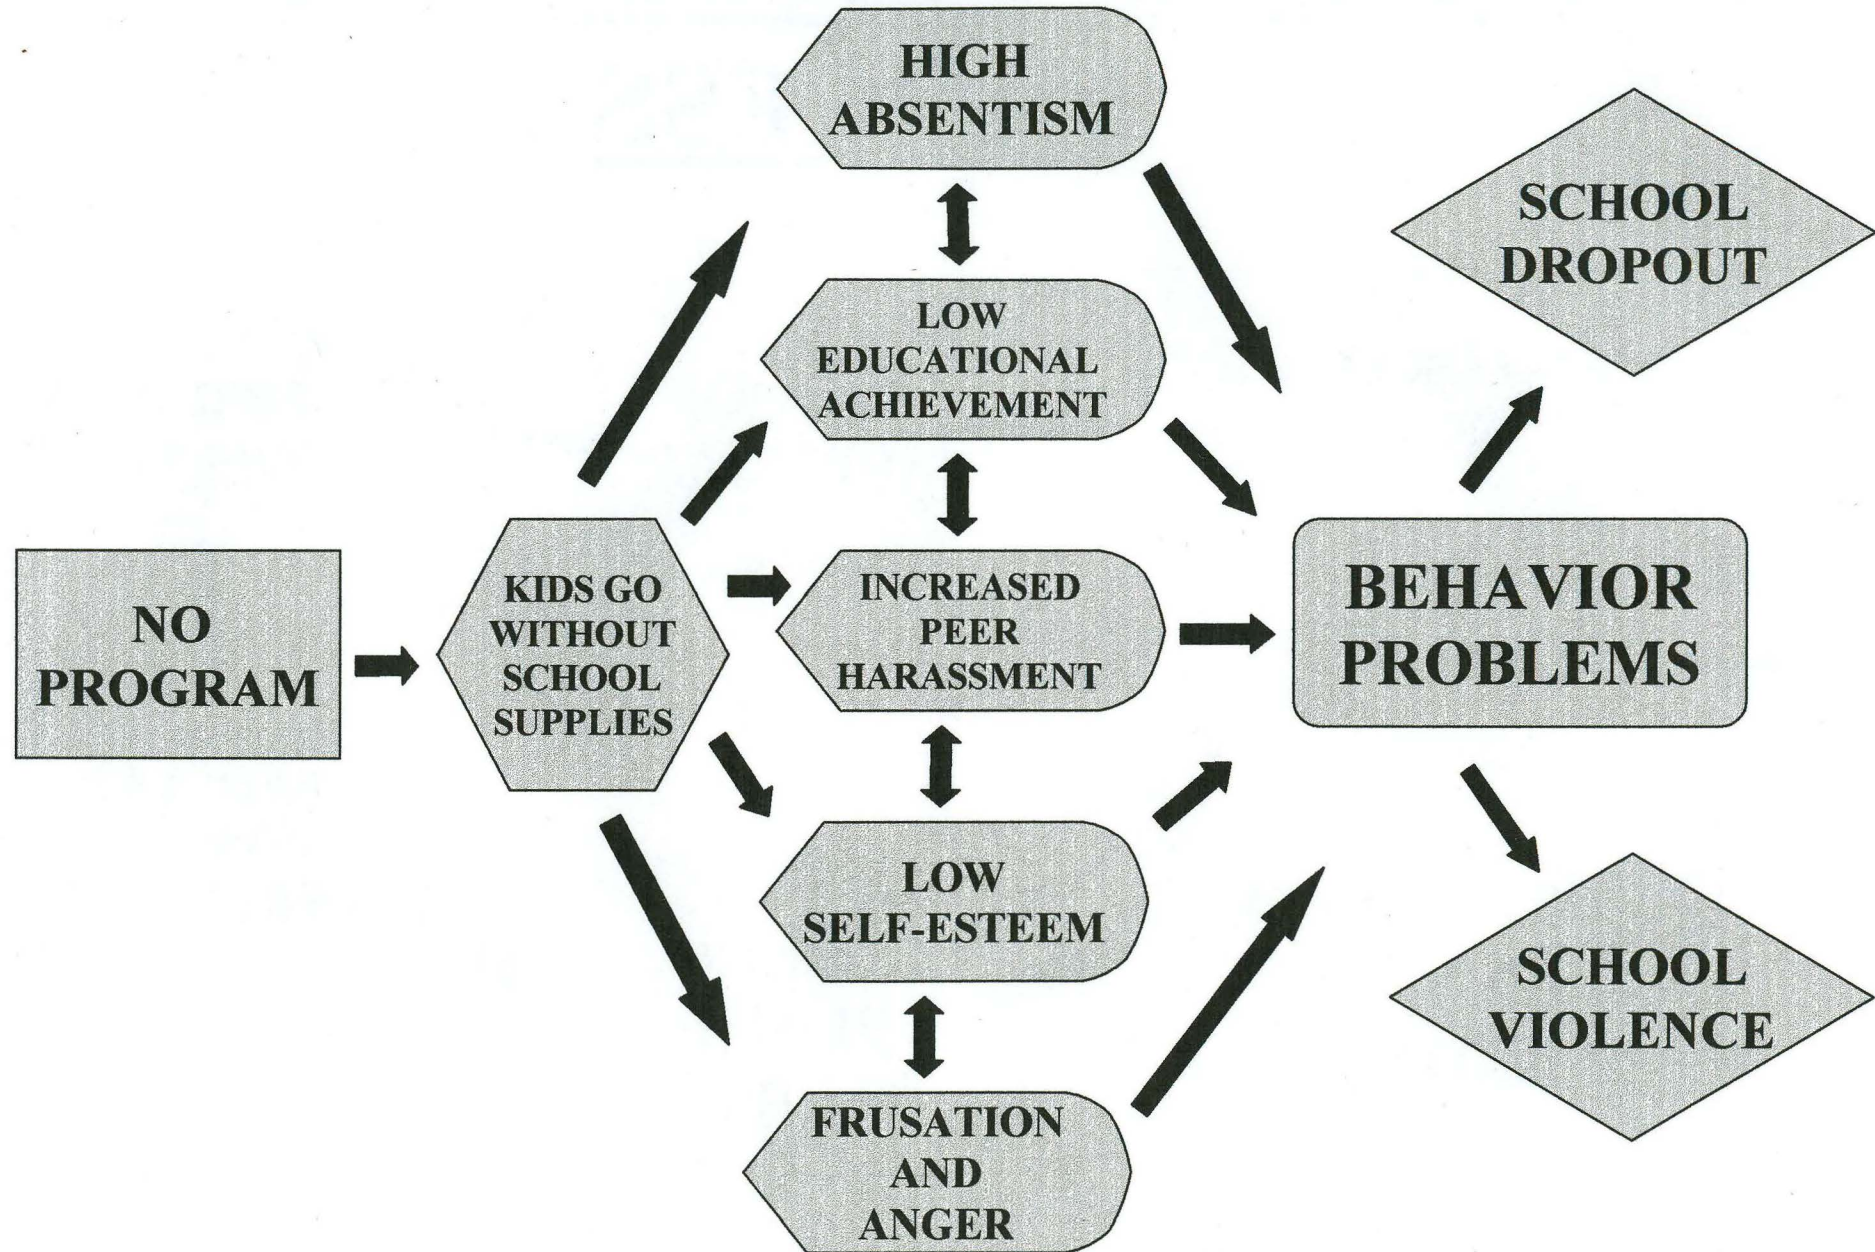 NO
PROGRAM
KIDS GO
WITHOUT
SCHOOL
SUPPLIES
HIGH
ABSENTISM
LOW
EDUCATIONAL
ACHIEVEMENT
INCREASED
PEER
HARASSMENT
LOW
SELF-ESTEEM
FRUSATION
AND
ANGER
BEHAVIOR
PROBLEMS
SCHOOL
DROPOUT
SCHOOL
VIOLENCE